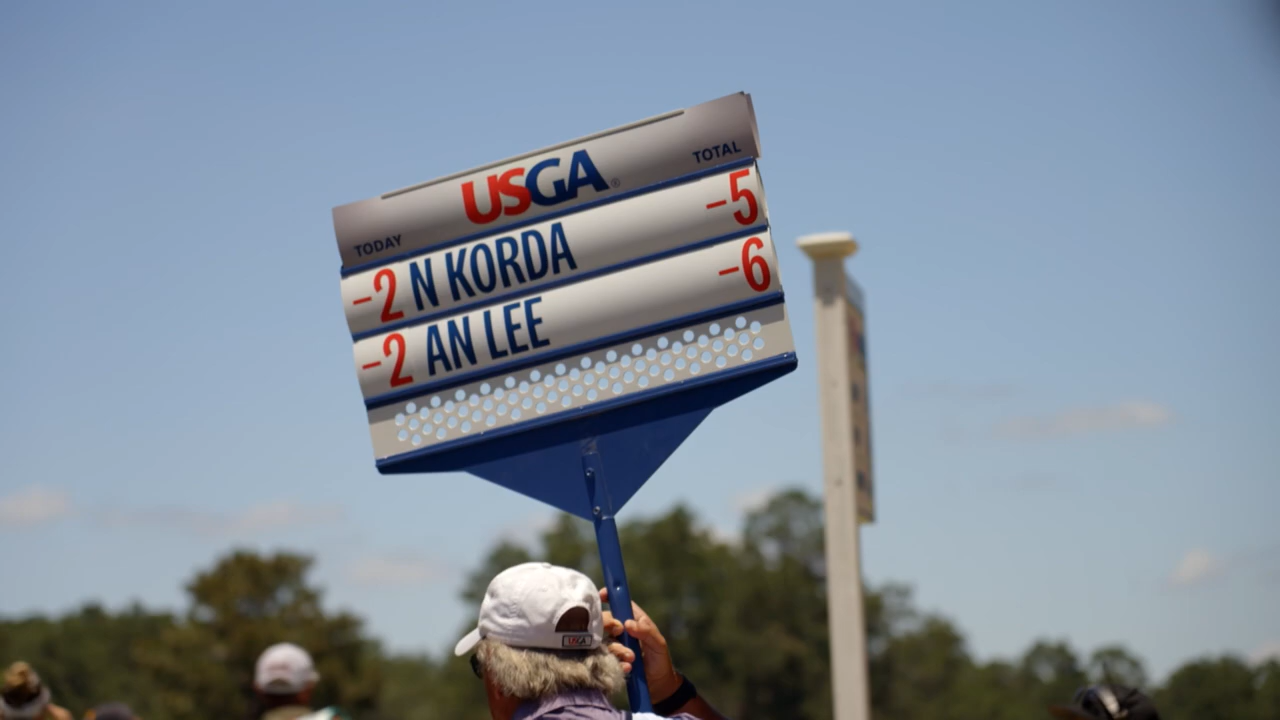 USGA®
TODAY TOTAL
-2 N KORDA -5
-2 AN LEE -6
USGA